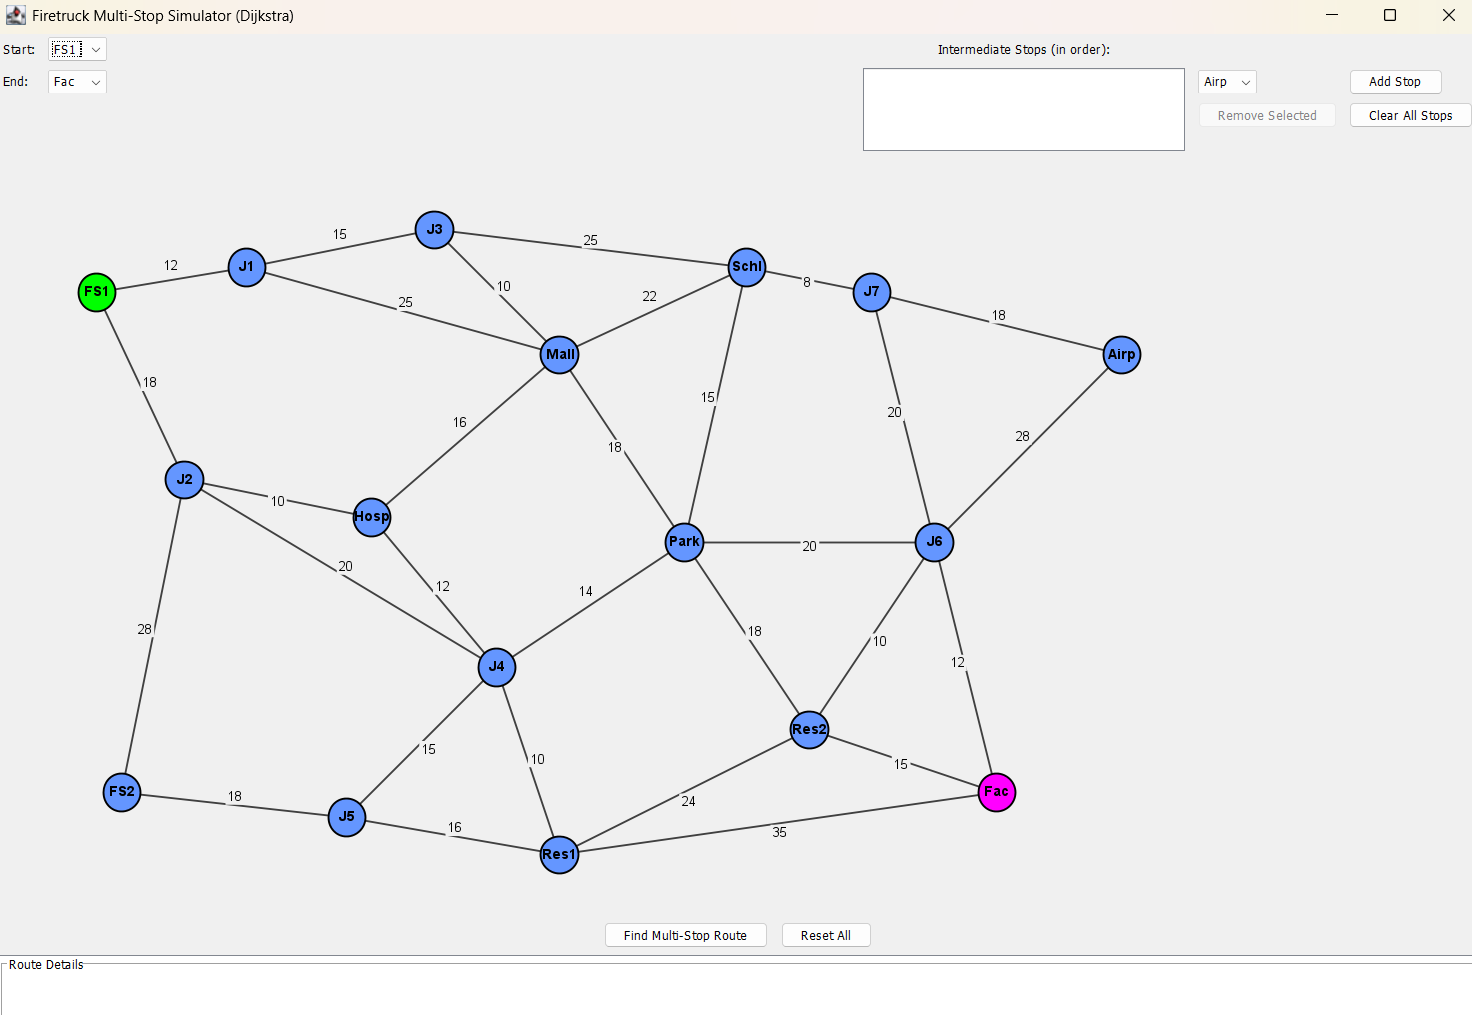 Firetruck Multi-Stop Simulator (Dijkstra)
Start: FS1
Intermediate Stops (in order):
End: Fac
Airp
Add Stop
Remove Selected
Clear All Stops
J3
15
25
12
J1
Schl
8
J7
FS1
10
22
25
18
Mall
Airp
18
15
20
16
28
18
J2
10
Hosp
Park
20
J6
20
12
14
28
18
10
12
J4
Res2
15
10
15
FS2
18
24
Fac
J5
16
35
Res1
Find Multi-Stop Route
Reset All
Route Details